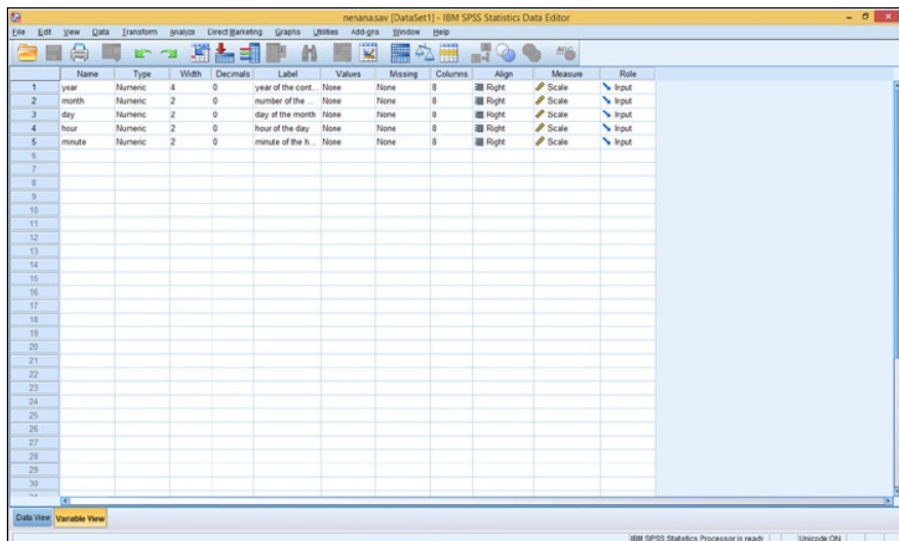 nenana.sav [DataSet1] - IBM SPSS Statistics Data Editor
File Edit View Data Transform Analyze Direct Marketing Graphs Utilities Add-ons Window Help
Name Type Width Decimals Label Values Missing Columns Align Measure Role
1 year Numeric 4 0 year of the cont... None None 8 Right Scale Input
2 month Numeric 2 0 number of the ... None None 8 Right Scale Input
3 day Numeric 2 0 day of the month None None 8 Right Scale Input
4 hour Numeric 2 0 hour of the day None None 8 Right Scale Input
5 minute Numeric 2 0 minute of the h... None None 8 Right Scale Input
6
7
8
9
10
11
12
13
14
15
16
17
18
19
20
21
22
23
24
25
26
27
28
29
30
Data View Variable View
IBM SPSS Statistics Processor is ready Unicode:ON